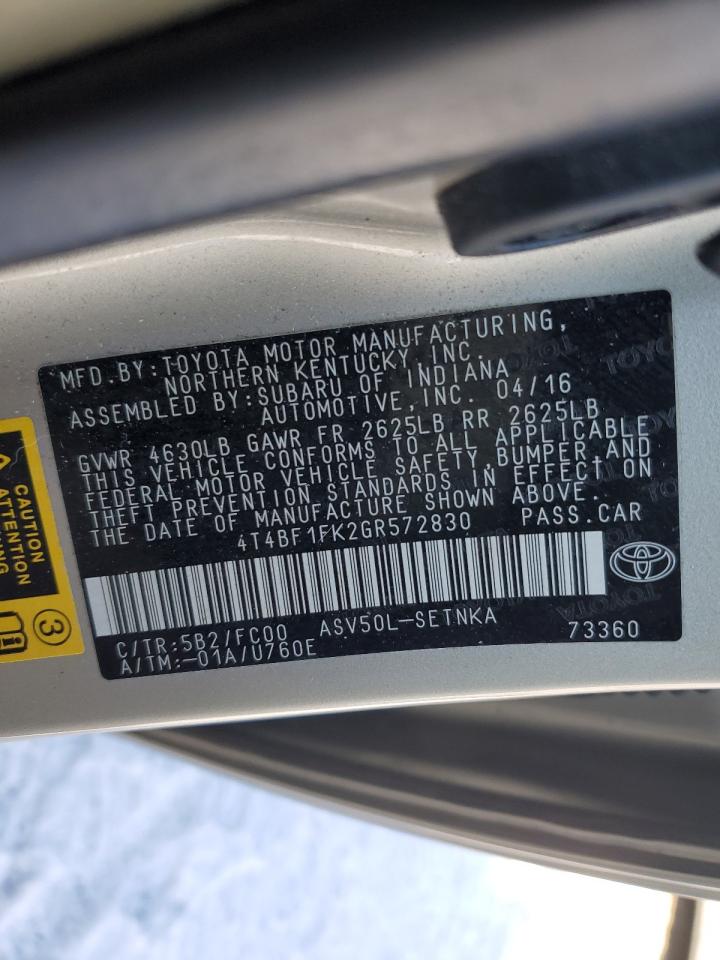 MFD.BY:TOYOTA MOTOR MANUFACTURING,
NORTHERN KENTUCKY INC.
ASSEMBLED BY:SUBARU OF INDIANA
AUTOMOTIVE,INC. 04/16
GVWR 4630LB GAWR FR 2625LB RR 2625LB
THIS VEHICLE CONFORMS TO ALL APPLICABLE
FEDERAL MOTOR VEHICLE SAFETY,BUMPER,AND
THEFT PREVENTION STANDARDS IN EFFECT ON
THE DATE OF MANUFACTURE SHOWN ABOVE.
4T4BF1FK2GR572830 PASS.CAR
C/TR:5B2/FC00 ASV50L-SETNKA
A/TM:-01A/U760E 73360
CAUTION
ATTENTION
3
TOYOTA